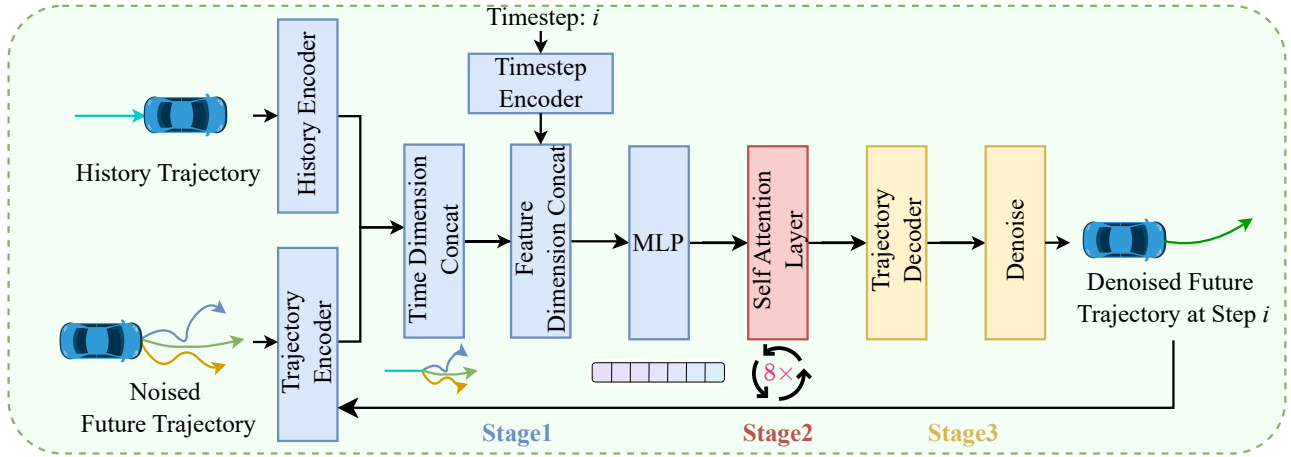 Timestep: i
Timestep
Encoder
History Encoder
History Trajectory
Time Dimension
Concat
Feature
Dimension Concat
MLP
Self Attention
Layer
Trajectory
Decoder
Denoise
Denoised Future
Trajectory at Step i
Trajectory
Encoder
Noised
Future Trajectory
8×
Stage1
Stage2
Stage3